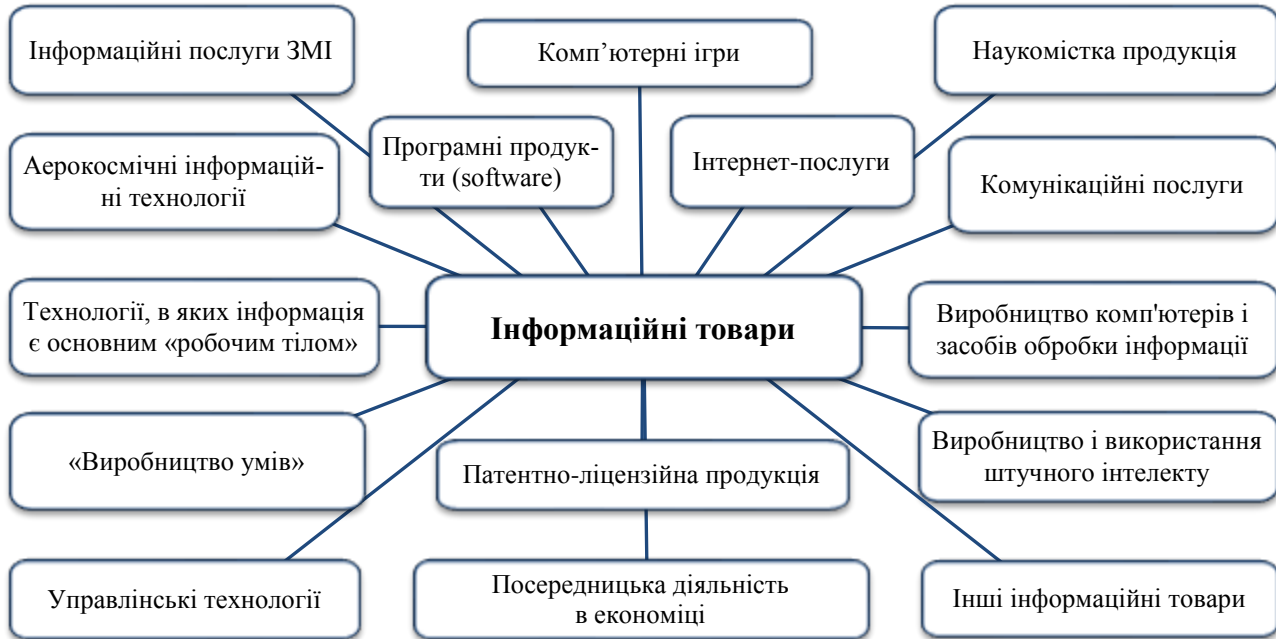 Інформаційні послуги ЗМІ
Комп’ютерні ігри
Наукомістка продукція
Аерокосмічні інформацій-
ні технології
Програмні продук-
ти (software)
Інтернет-послуги
Комунікаційні послуги
Технології, в яких інформація
є основним «робочим тілом»
Інформаційні товари
Виробництво комп'ютерів і
засобів обробки інформації
«Виробництво умів»
Патентно-ліцензійна продукція
Виробництво і використання
штучного інтелекту
Управлінські технології
Посередницька діяльність
в економіці
Інші інформаційні товари